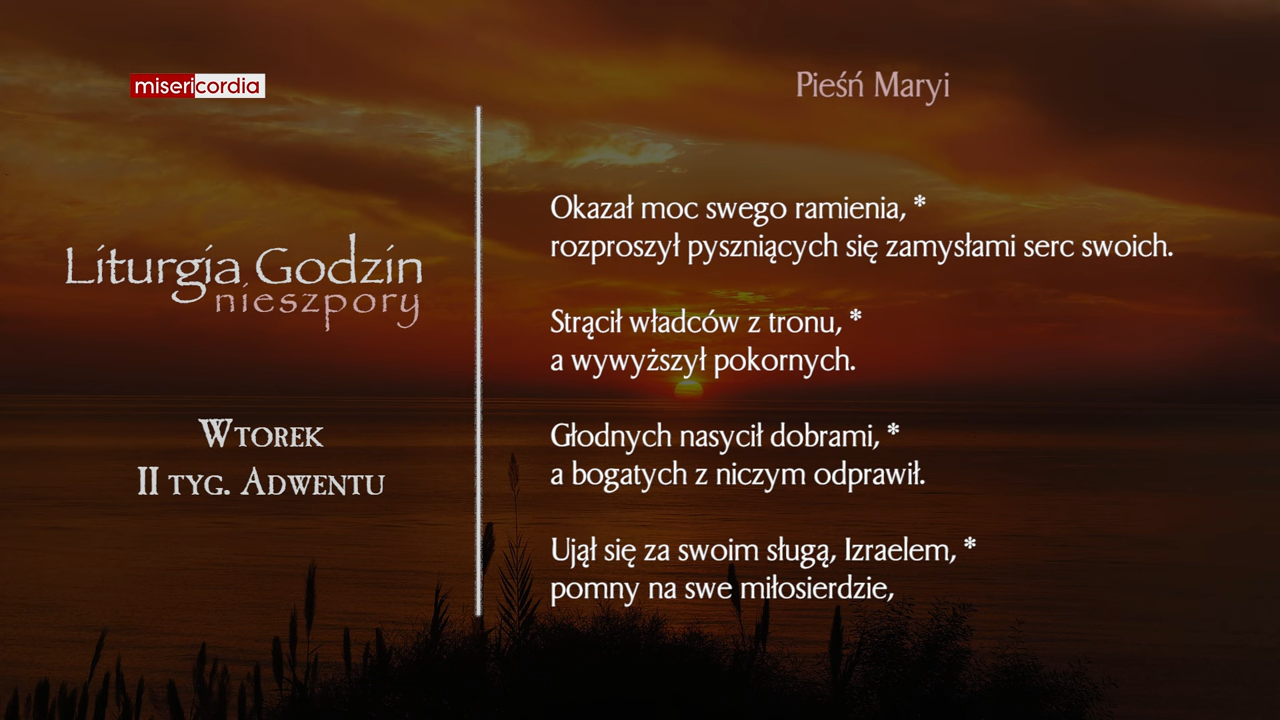 misericordia
Liturgia Godzin
nieszpory
Wtorek
II tyg. Adwentu
Pieśń Maryi
Okazał moc swego ramienia, *
rozproszył pyszniących się zamysłami serc swoich.
Strącił władców z tronu, *
a wywyższył pokornych.
Głodnych nasycił dobrami, *
a bogatych z niczym odprawił.
Ujął się za swoim sługą, Izraelem, *
pomny na swe miłosierdzie,